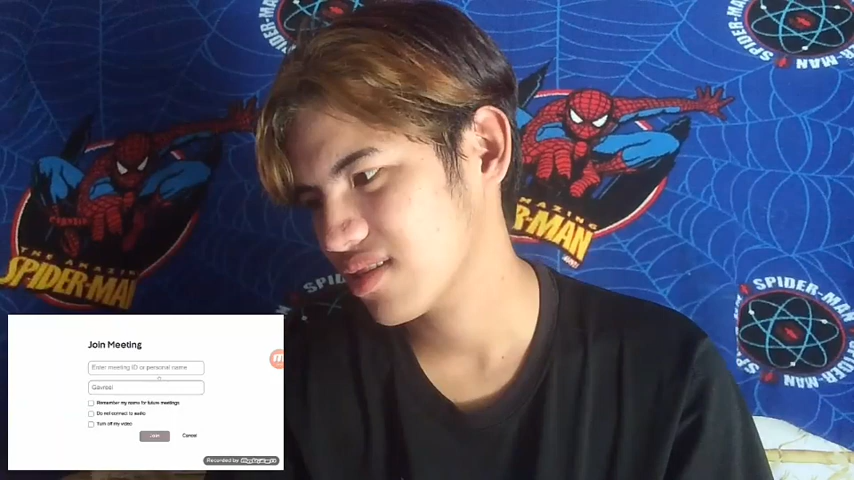 SPIDER-MAN
SPIDER-MAN
THE AMAZING
SPIDER-MAN
AMAZING
R-MAN
SPIDER-MAN
SPIDER-MAN
Join Meeting
Enter meeting ID or personal name
Remember my name for future meetings
Do not connect to audio
Turn off my video
Join
Cancel
Recorded by